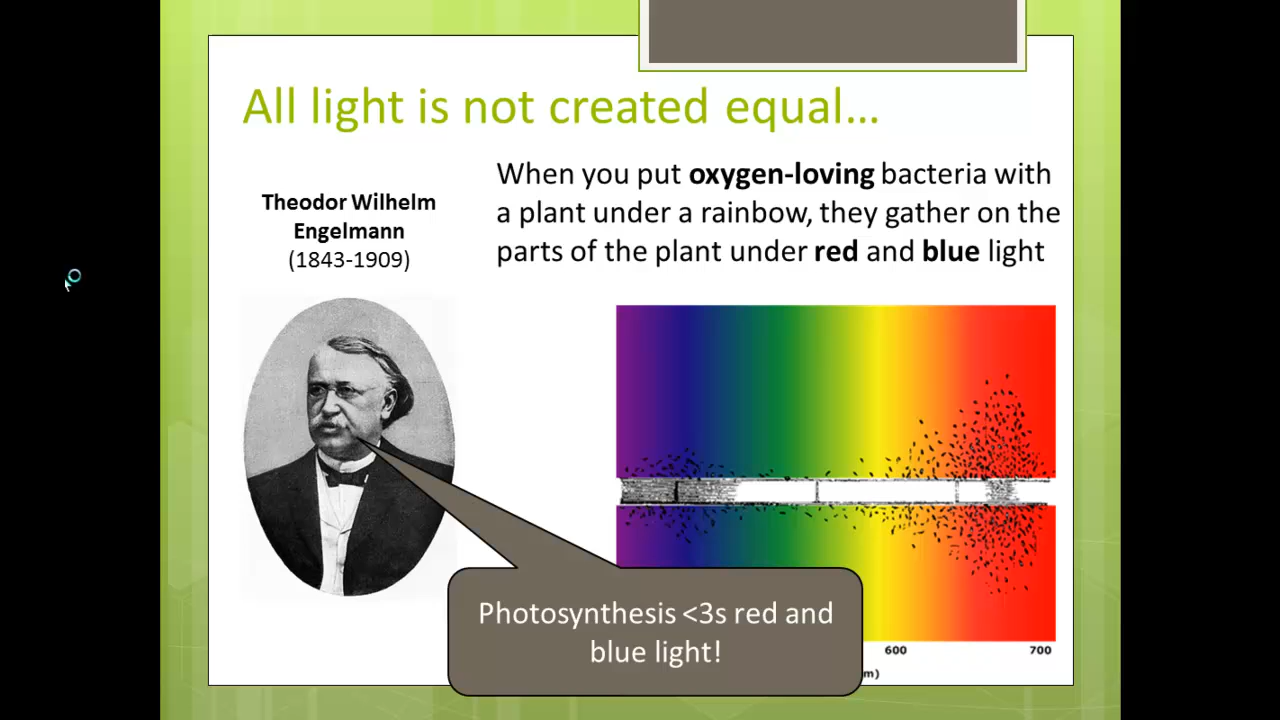 All light is not created equal…
Theodor Wilhelm
Engelmann
(1843-1909)
When you put oxygen-loving bacteria with
a plant under a rainbow, they gather on the
parts of the plant under red and blue light
Photosynthesis <3s red and
blue light!
600 700
m)